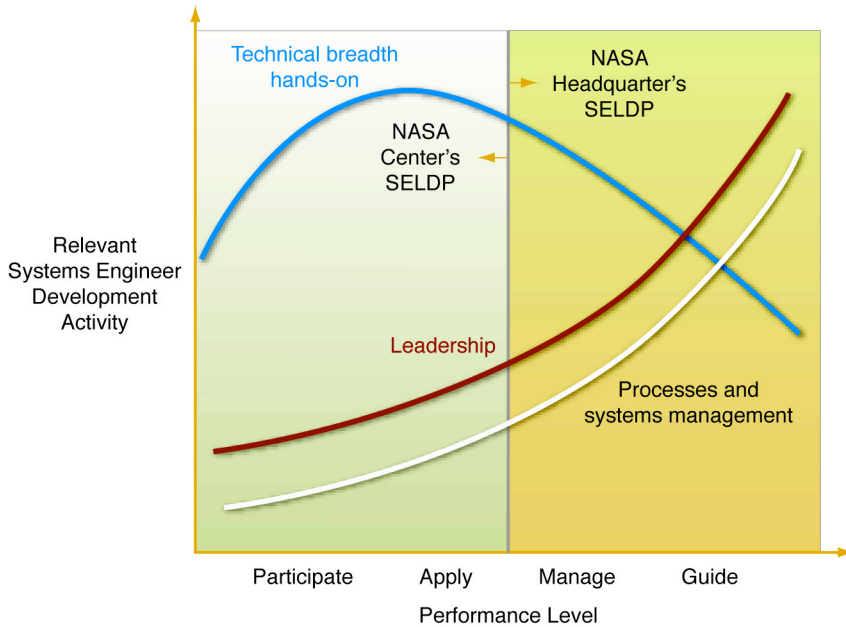 Technical breadth
hands-on
NASA
Headquarter's
SELDP
NASA
Center's
SELDP
Relevant
Systems Engineer
Development
Activity
Leadership
Processes and
systems management
Participate
Apply
Manage
Guide
Performance Level